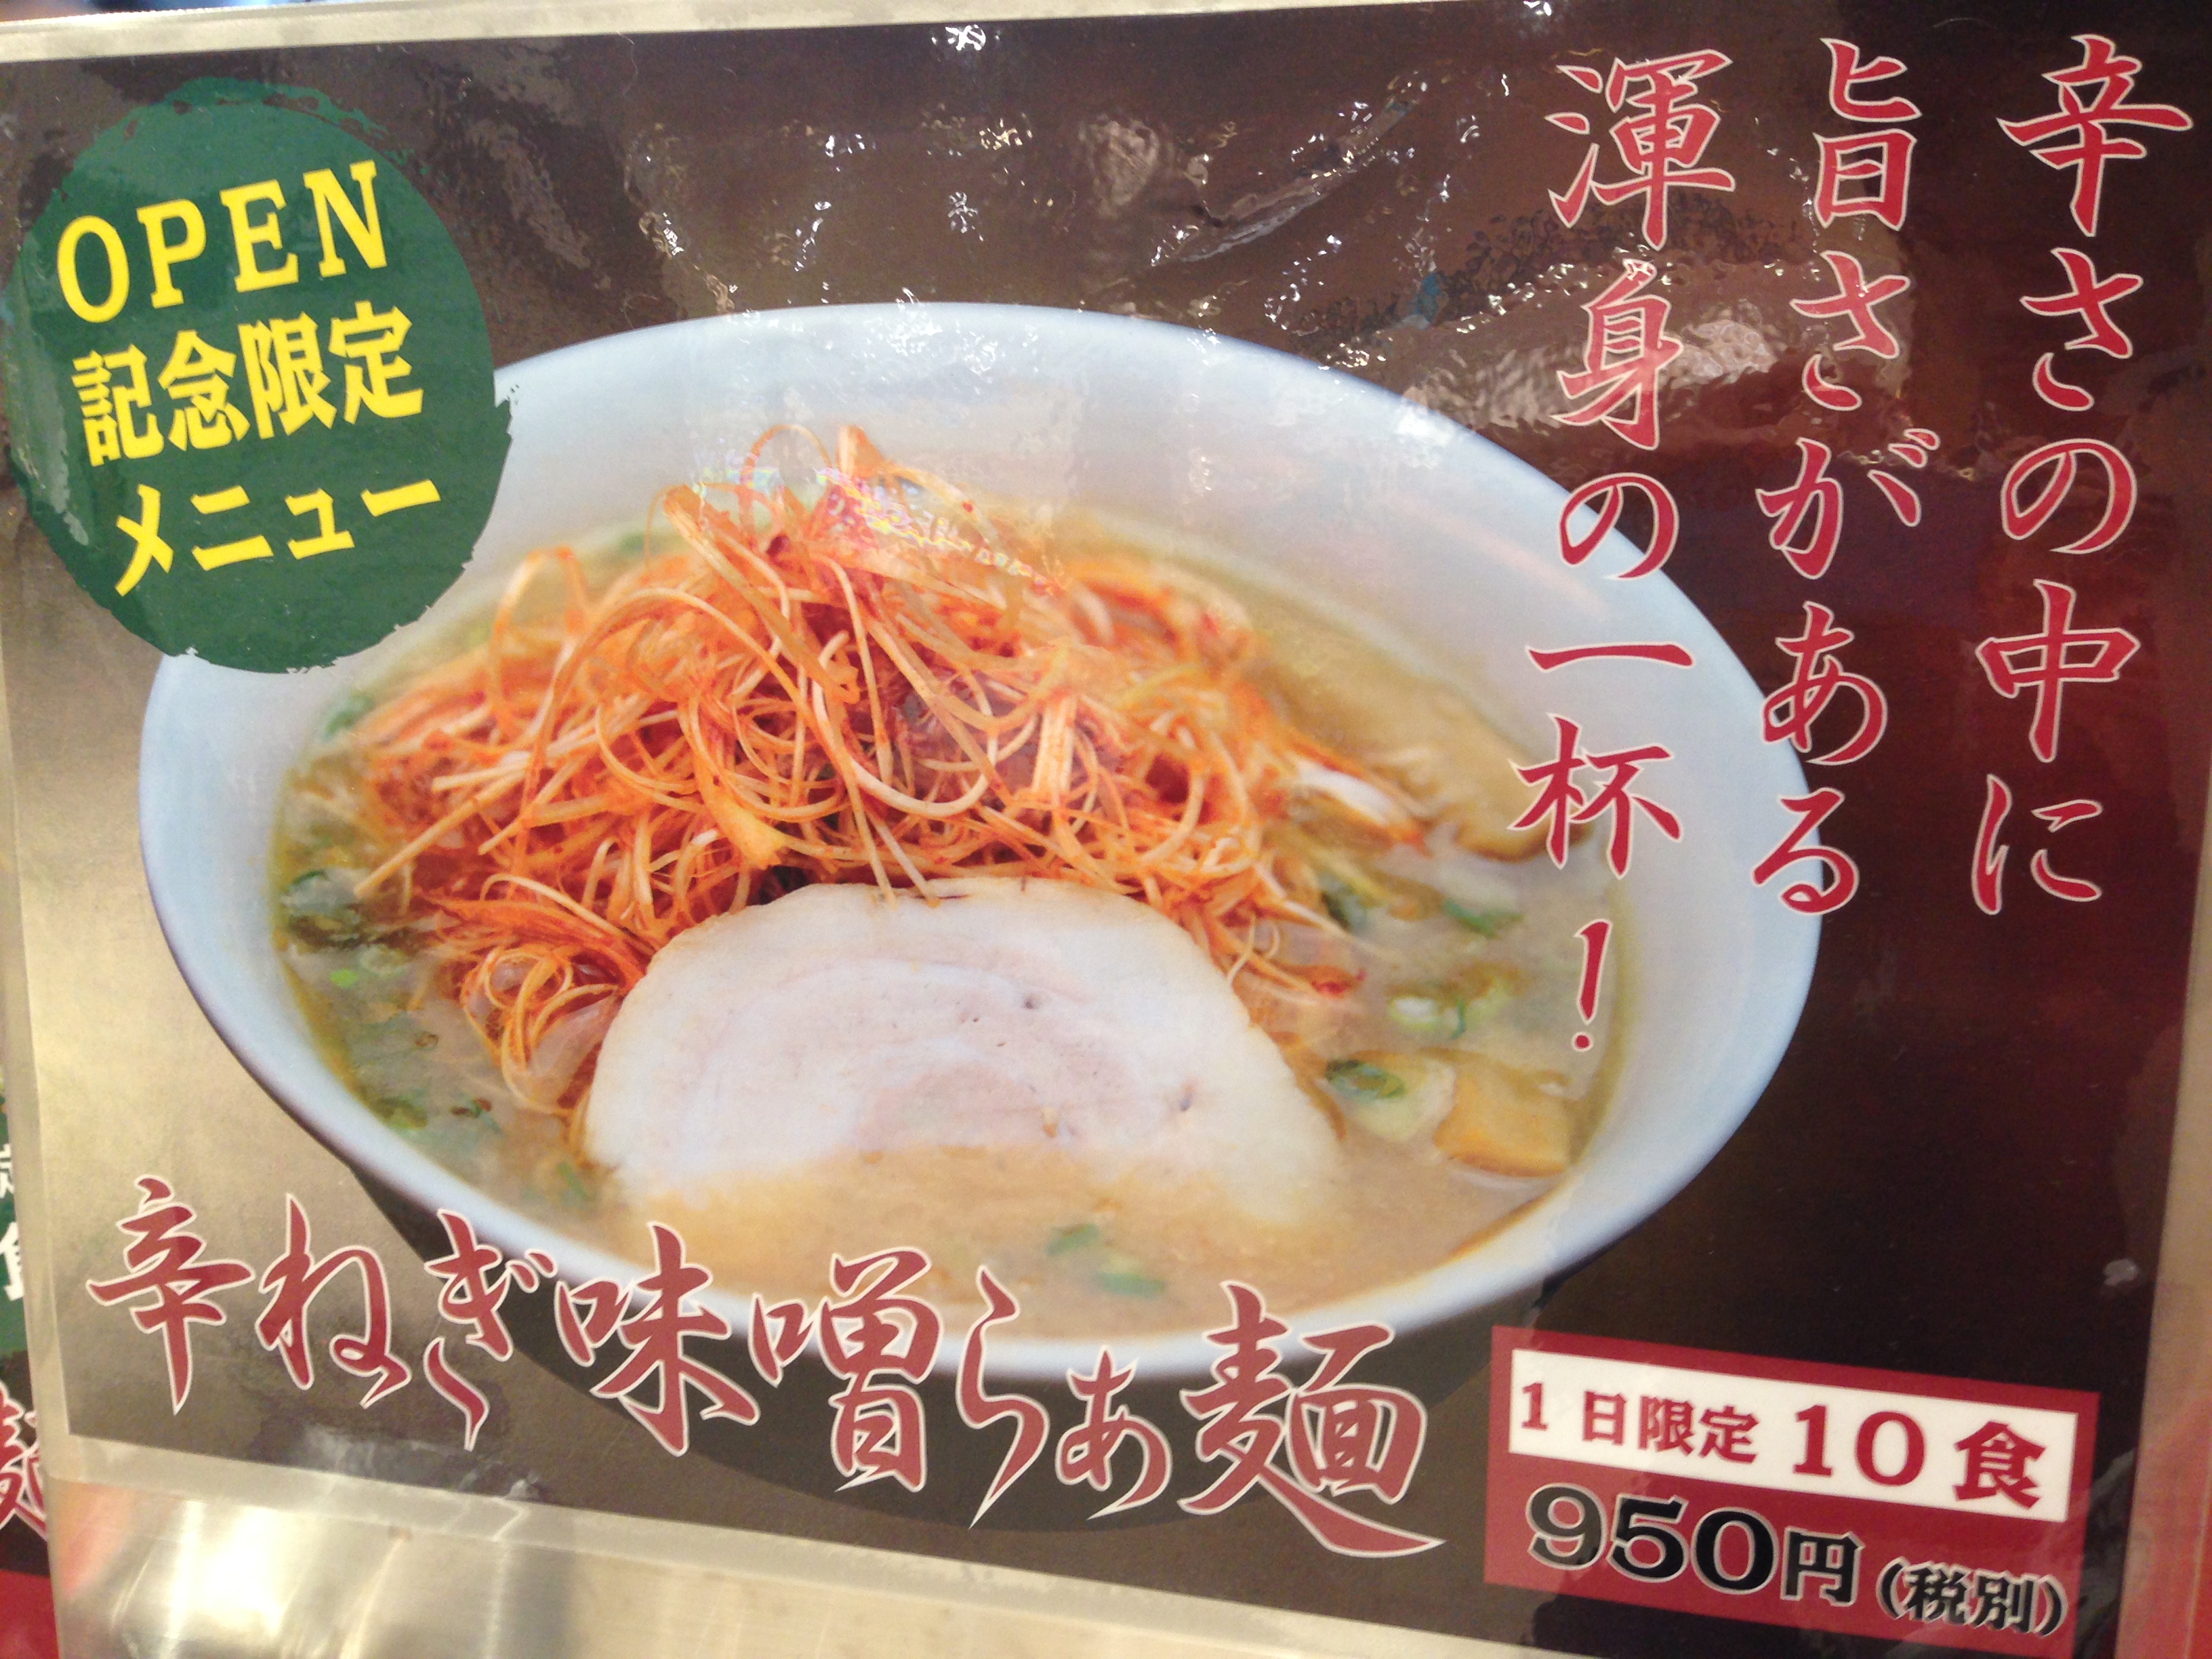 OPEN
記念限定
メニュー
辛さの中に
旨さがある
渾身の一杯！
辛ねぎ味噌らぁ麺
1日限定 10食
950円(税別)